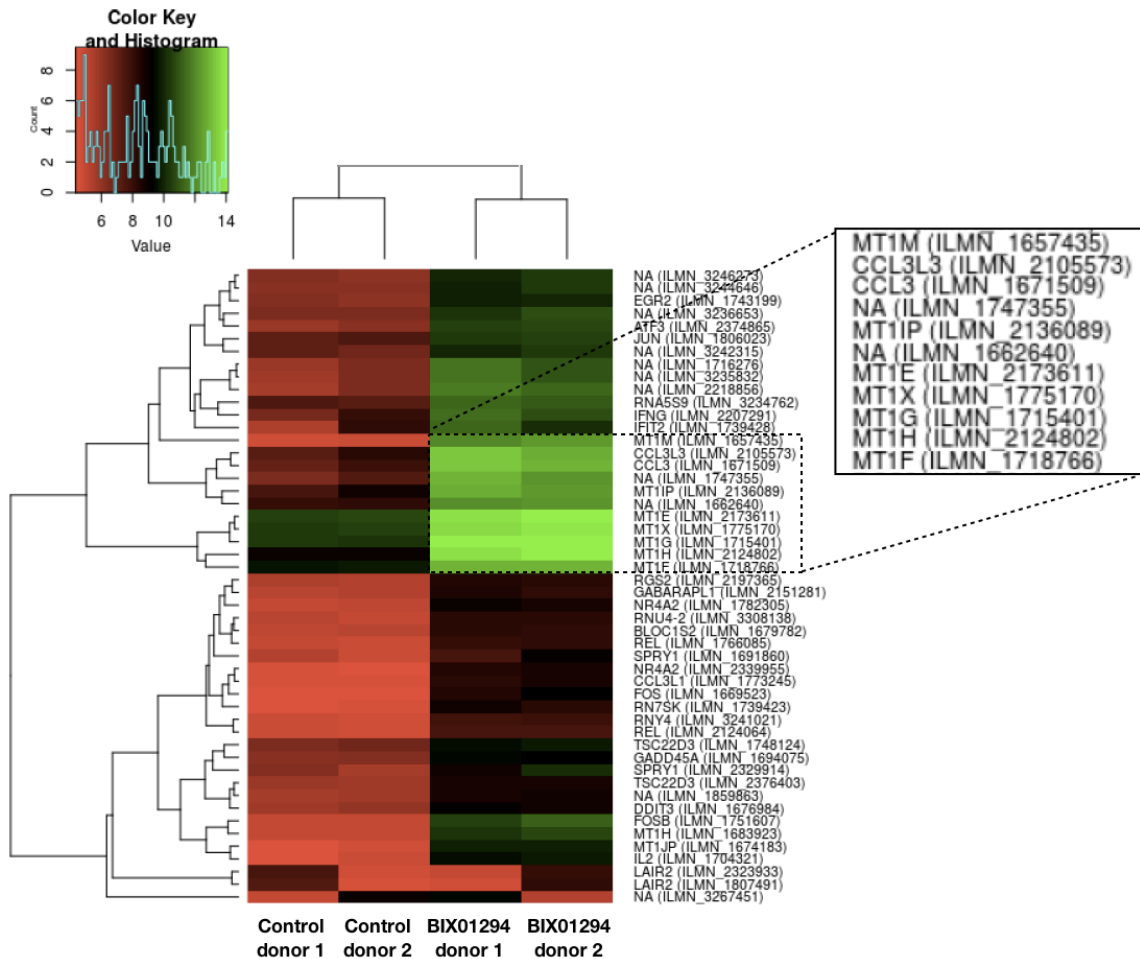 Color Key
and Histogram
Count
0
2
4
6
8
6
8
10
14
Value
NA (ILMN_3246273)
NA (ILMN_3244646)
EGR2 (ILMN_1743199)
NA (ILMN_3236653)
ATF3 (ILMN_2374865)
JUN (ILMN_1806023)
NA (ILMN_3242315)
NA (ILMN_1716276)
NA (ILMN_3235832)
NA (ILMN_2218856)
RNA5S9 (ILMN_3234762)
IFNG (ILMN_2207291)
IFIT2 (ILMN_1739428)
MT1M (ILMN_1657435)
CCL3L3 (ILMN_2105573)
CCL3 (ILMN_1671509)
NA (ILMN_1747355)
MT1IP (ILMN_2136089)
NA (ILMN_1662640)
MT1E (ILMN_2173611)
MT1X (ILMN_1775170)
MT1G (ILMN_1715401)
MT1H (ILMN_2124802)
MT1F (ILMN_1718766)
RGS2 (ILMN_2197365)
GABARAPL1 (ILMN_2151281)
NR4A2 (ILMN_1782305)
RNU4-2 (ILMN_3308138)
BLOC1S2 (ILMN_1679782)
REL (ILMN_1766085)
SPRY1 (ILMN_1691860)
NR4A2 (ILMN_2339955)
CCL3L1 (ILMN_1773245)
FOS (ILMN_1669523)
RN7SK (ILMN_1739423)
RNY4 (ILMN_3241021)
REL (ILMN_2124064)
TSC22D3 (ILMN_1748124)
GADD45A (ILMN_1694075)
SPRY1 (ILMN_2329914)
TSC22D3 (ILMN_2376403)
NA (ILMN_1859863)
DDIT3 (ILMN_1676984)
FOSB (ILMN_1751607)
MT1H (ILMN_1683923)
MT1JP (ILMN_1674183)
IL2 (ILMN_1704321)
LAIR2 (ILMN_2323933)
LAIR2 (ILMN_1807491)
NA (ILMN_3267451)
MT1M (ILMN_1657435)
CCL3L3 (ILMN_2105573)
CCL3 (ILMN_1671509)
NA (ILMN_1747355)
MT1IP (ILMN_2136089)
NA (ILMN_1662640)
MT1E (ILMN_2173611)
MT1X (ILMN_1775170)
MT1G (ILMN_1715401)
MT1H (ILMN_2124802)
MT1F (ILMN_1718766)
Control donor 1
Control donor 2
BIX01294 donor 1
BIX01294 donor 2